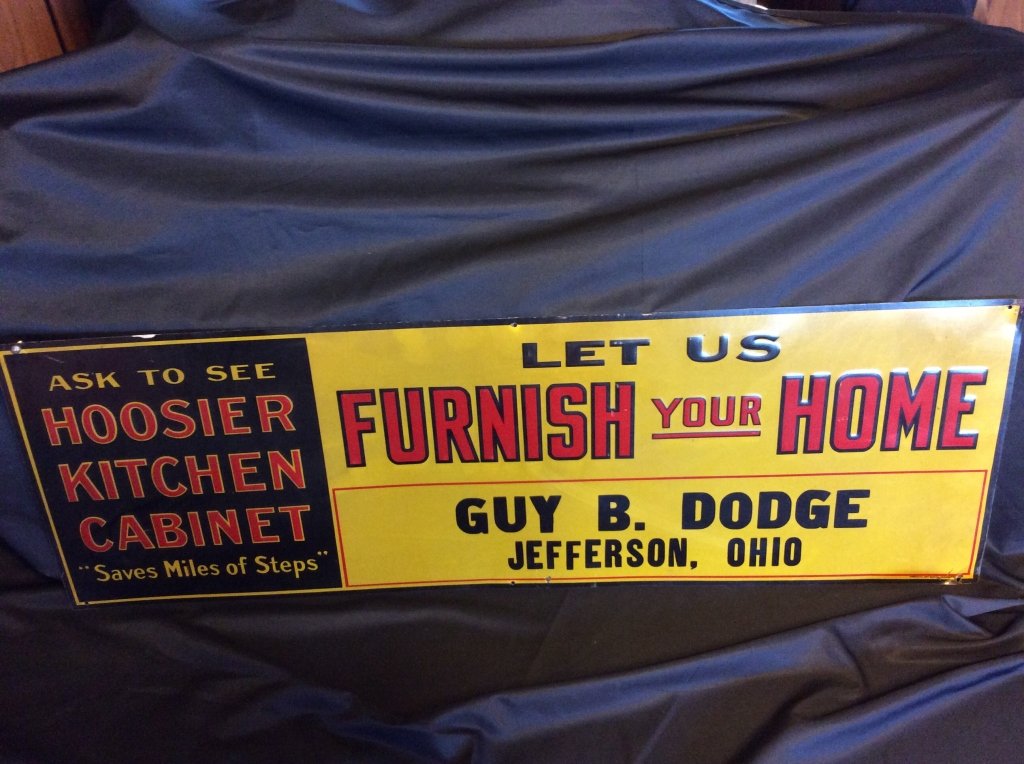 ASK TO SEE
HOOSIER
KITCHEN
CABINET
"Saves Miles of Steps"
LET US
FURNISH YOUR HOME
GUY B. DODGE
JEFFERSON, OHIO